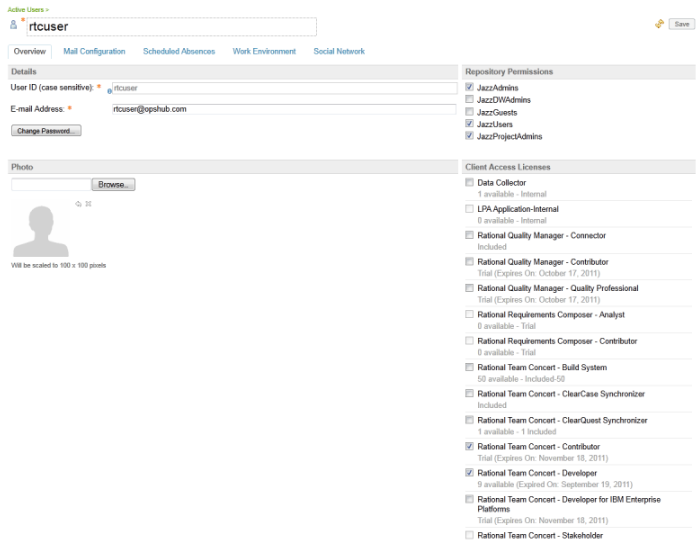 Active Users >
* rtcuser
Save
Overview Mail Configuration Scheduled Absences Work Environment Social Network
Details
User ID (case sensitive): * rtcuser
E-mail Address: * rtcuser@opshub.com
Change Password...
Photo
Browse...
Will be scaled to 100 x 100 pixels
Repository Permissions
JazzAdmins
JazzDWAdmins
JazzGuests
JazzUsers
JazzProjectAdmins
Client Access Licenses
Data Collector
1 available - Internal
LPA Application-Internal
0 available - Internal
Rational Quality Manager - Connector
Included
Rational Quality Manager - Contributor
Trial (Expires On: October 17, 2011)
Rational Quality Manager - Quality Professional
Trial (Expires On: October 17, 2011)
Rational Requirements Composer - Analyst
0 available - Trial
Rational Requirements Composer - Contributor
0 available - Trial
Rational Team Concert - Build System
50 available - Included-50
Rational Team Concert - ClearCase Synchronizer
Included
Rational Team Concert - ClearQuest Synchronizer
1 available - 1 Included
Rational Team Concert - Contributor
Trial (Expires On: November 18, 2011)
Rational Team Concert - Developer
9 available (Expired On: September 19, 2011)
Rational Team Concert - Developer for IBM Enterprise
Platforms
Trial (Expires On: November 18, 2011)
Rational Team Concert - Stakeholder